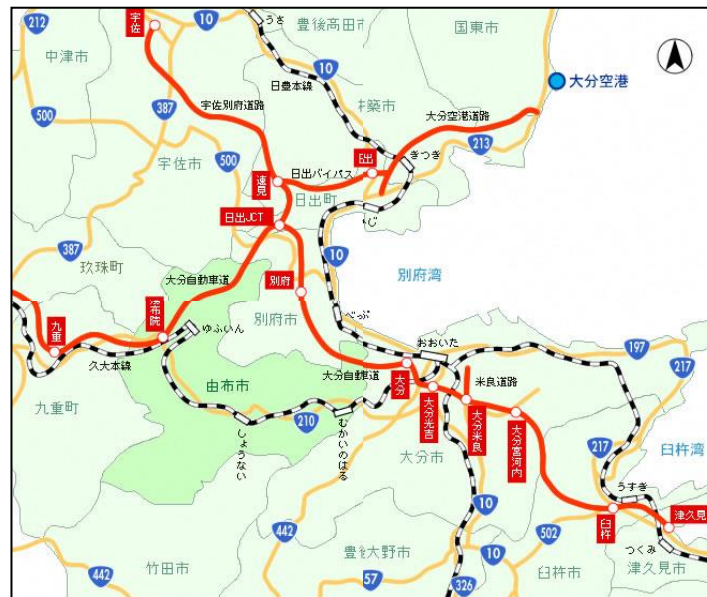 宇佐
212
10
うさ
豊後高田市
国東市
中津市
10
387
日豊本線
大分空港
500
宇佐別府道路
杵築市
大分空港道路
宇佐市
500
213
日出
きつき
日出バイパス
速見
日出町
日出JCT
387
10
玖珠町
大分自動車道
別府
別府湾
湯布院
ゆふいん
別府市
べっぷ
九重
久大本線
おおいた
197
217
大分自動車道
大分
米良道路
由布市
九重町
210
大分光吉
大分米良
大分宮河内
しょうない
むかいのはる
大分市
217
臼杵湾
うすき
10
臼杵
津久見
442
502
つくみ
豊後大野市
10
竹田市
臼杵市
津久見市
442
57
326